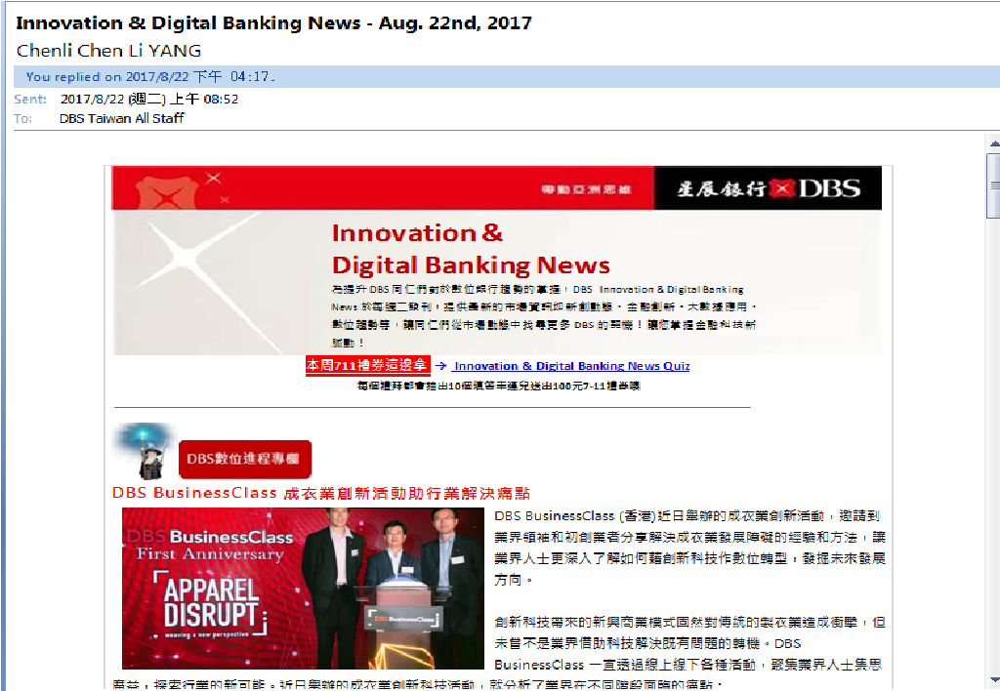 Innovation & Digital Banking News - Aug. 22nd, 2017
Chenli Chen Li YANG
You replied on 2017/8/22 下午 04:17.
Sent: 2017/8/22 (週二) 上午 08:52
To: DBS Taiwan All Staff
帶動亞洲思維 星展銀行 DBS
Innovation &
Digital Banking News
為提升 DBS 同仁們對於數位銀行趨勢的掌握，DBS Innovation & Digital Banking
News 於每週二發刊，提供最新的市場資訊如新創動態、金融創新、大數據應用、
數位趨勢等，讓同仁們從市場動態中找尋更多 DBS 的契機！讓您掌握金融科技新
脈動！
本周711禮券這邊拿 → Innovation & Digital Banking News Quiz
每個禮拜都會抽出10個填答幸運兒送出100元7-11禮券噢
DBS數位進程專欄
DBS BusinessClass 成衣業創新活動助行業解決痛點
DBS BusinessClass
First Anniversary
APPAREL
DISRUPT
weaving a new perspective
DBS BusinessClass
DBS BusinessClass (香港)近日舉辦的成衣業創新活動，邀請到
業界領袖和初創業者分享解決成衣業發展障礙的經驗和方法，讓
業界人士更深入了解如何藉創新科技作數位轉型，發掘未來發展
方向。
創新科技帶來的新興商業模式固然對傳統的製衣業造成衝擊，但
未嘗不是業界借助科技解決既有問題的轉機。DBS
BusinessClass 一直透過線上線下各種活動，聚集業界人士集思
廣益，探索行業的新可能。近日舉辦的成衣業創新科技活動，就分析了業界在不同階段面臨的痛點：